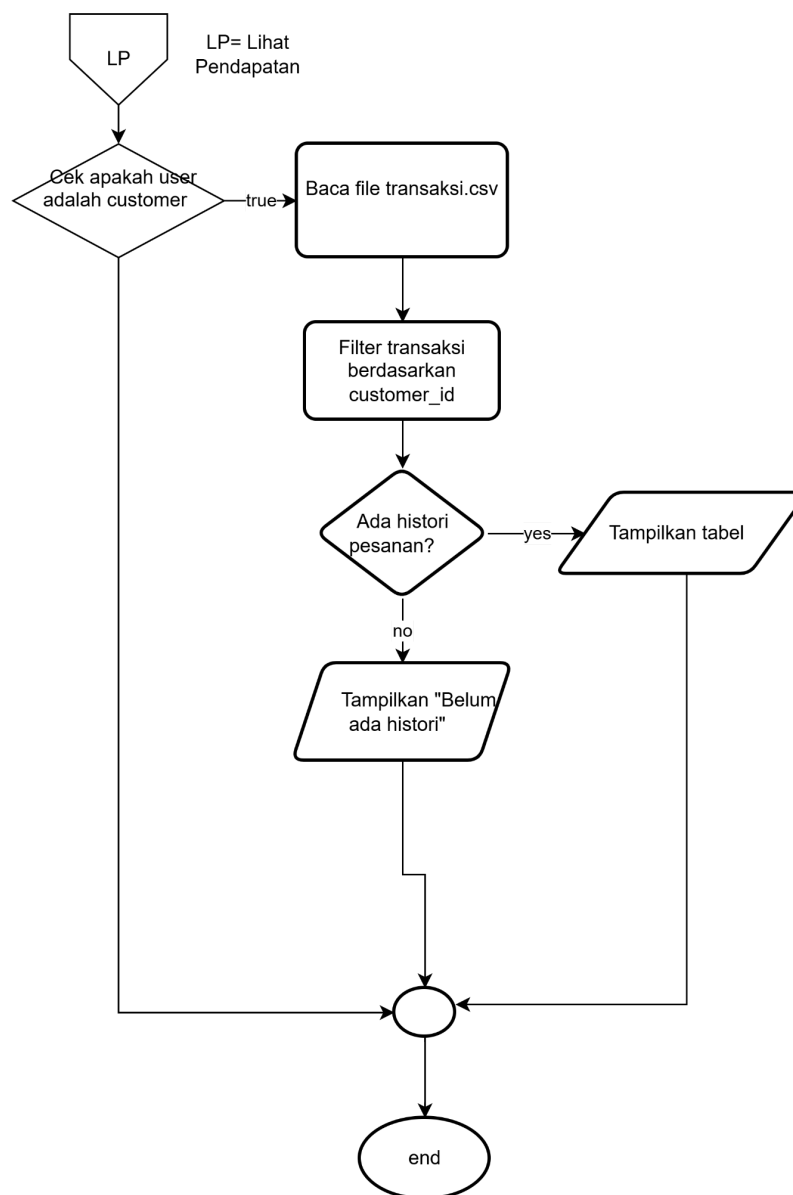 LP
LP= Lihat
Pendapatan
Cek apakah user
adalah customer
true
Baca file transaksi.csv
Filter transaksi
berdasarkan
customer_id
Ada histori
pesanan?
yes
Tampilkan tabel
no
Tampilkan "Belum
ada histori"
end